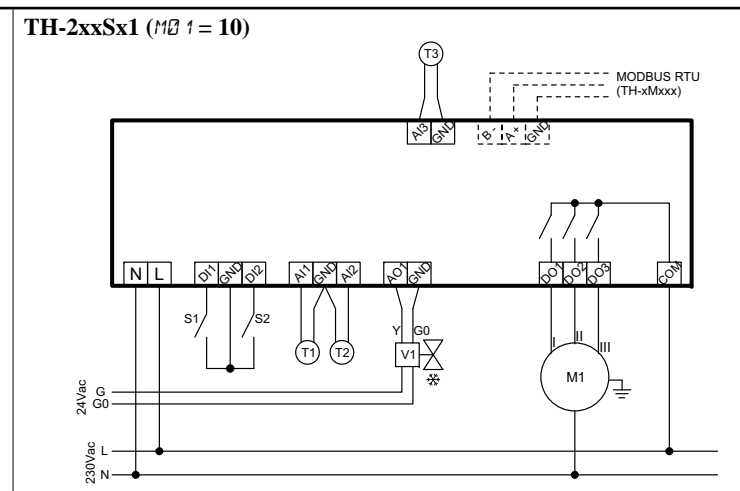 TH-2xxSx1 (M01 = 10)
T3
MODBUS RTU
(TH-xMxxx)
AI3 GND B - A + GND
N L DI1 GND DI2 AI1 GND AI2 AO1 GND DO1 DO2 DO3 COM
S1 S2 Y G0 I II III
T1 T2 V1 M1
24Vac G
G0
230Vac L
N